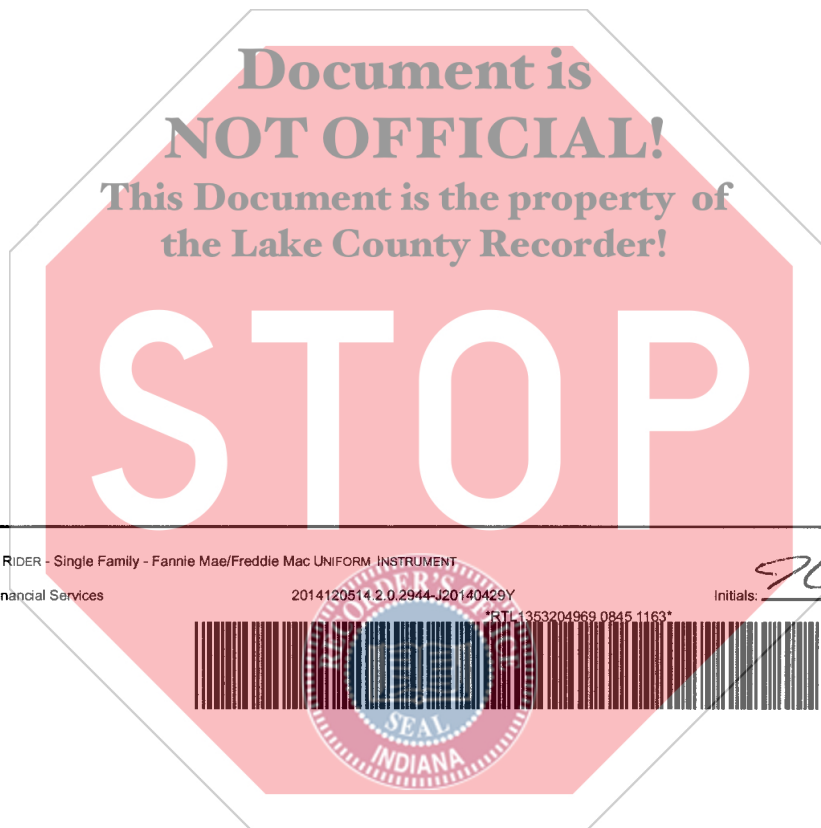 Document is
NOT OFFICIAL!
This Document is the property of
the Lake County Recorder!
STOP
RIDER - Single Family - Fannie Mae/Freddie Mac UNIFORM INSTRUMENT
nancial Services 2014120514.2.0.2944-J20140429Y Initials:
*RTL1353204969 0845 1163*
RECORDER'S OFFICE
SEAL
INDIANA